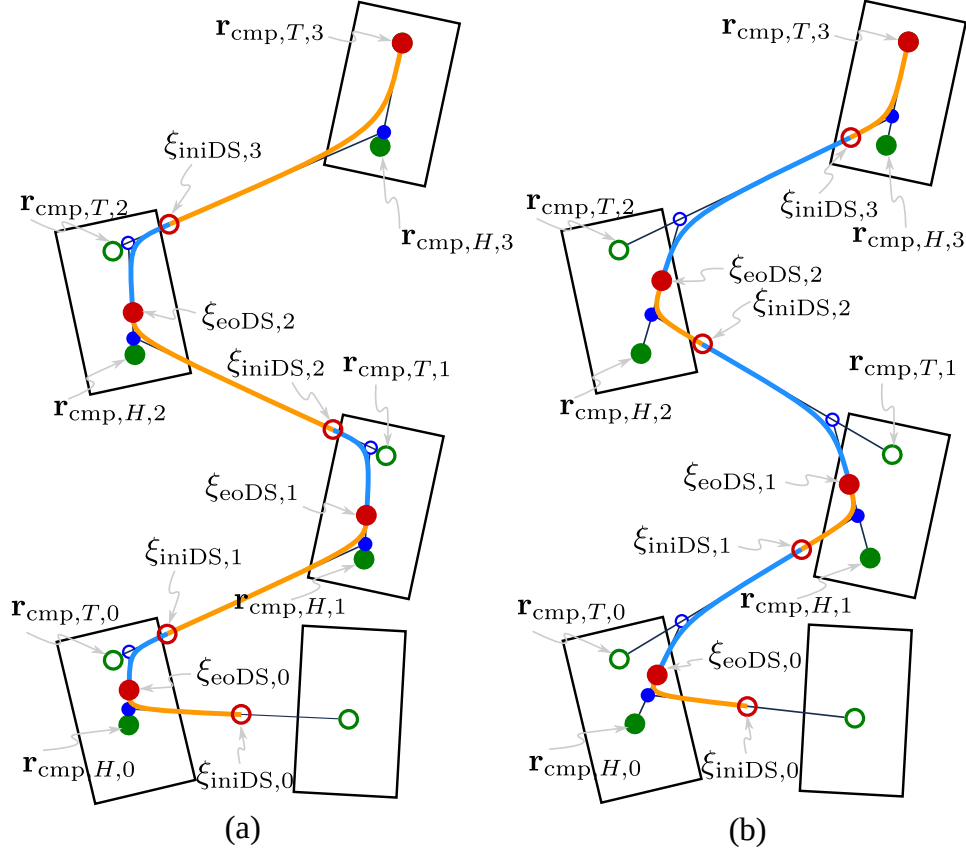 r_cmp,T,3
ξ_iniDS,3
r_cmp,T,2
r_cmp,H,3
ξ_eoDS,2
ξ_iniDS,2
r_cmp,T,1
r_cmp,H,2
ξ_eoDS,1
ξ_iniDS,1
r_cmp,T,0
r_cmp,H,1
ξ_eoDS,0
r_cmp,H,0
ξ_iniDS,0
(a)
r_cmp,T,3
r_cmp,T,2
ξ_iniDS,3
r_cmp,H,3
ξ_eoDS,2
ξ_iniDS,2
r_cmp,T,1
r_cmp,H,2
ξ_eoDS,1
ξ_iniDS,1
r_cmp,T,0
r_cmp,H,1
ξ_eoDS,0
r_cmp,H,0
ξ_iniDS,0
(b)